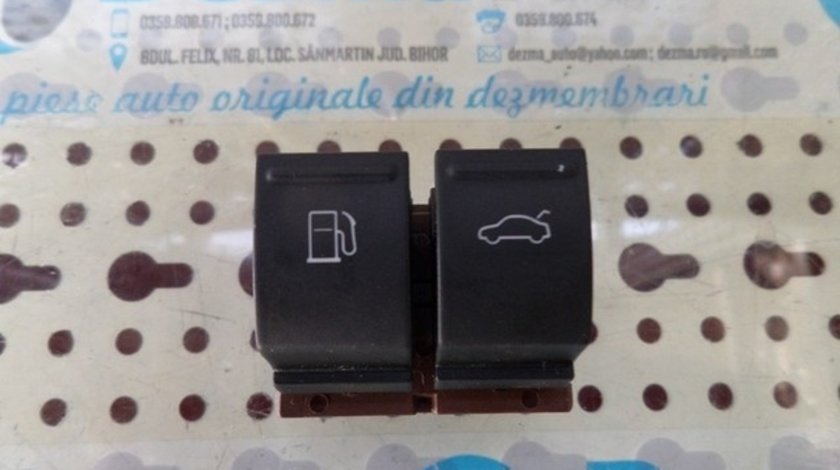 0359.800.671 ; 0359.800.672
0359.800.674
BDUL. FELIX, NR. 81, LOC. SÂNMARTIN JUD. BIHOR
dezma_auto@yahoo.com ; dezma.ro@gmail.com
piese auto originale din dezmembrari